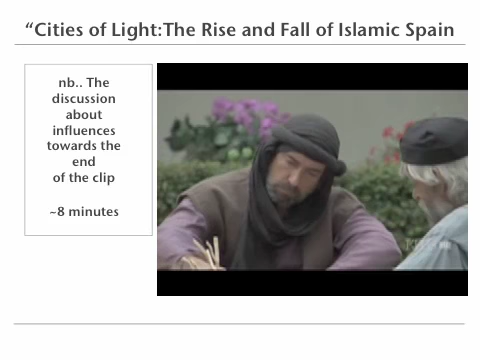 “Cities of Light:The Rise and Fall of Islamic Spain
nb.. The
discussion
about
influences
towards the
end
of the clip
~8 minutes